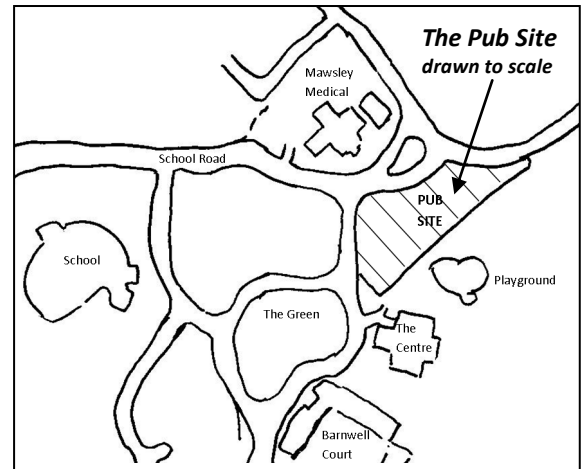 The Pub Site
drawn to scale
Mawsley
Medical
School Road
PUB
SITE
School
Playground
The Green
The
Centre
Barnwell
Court